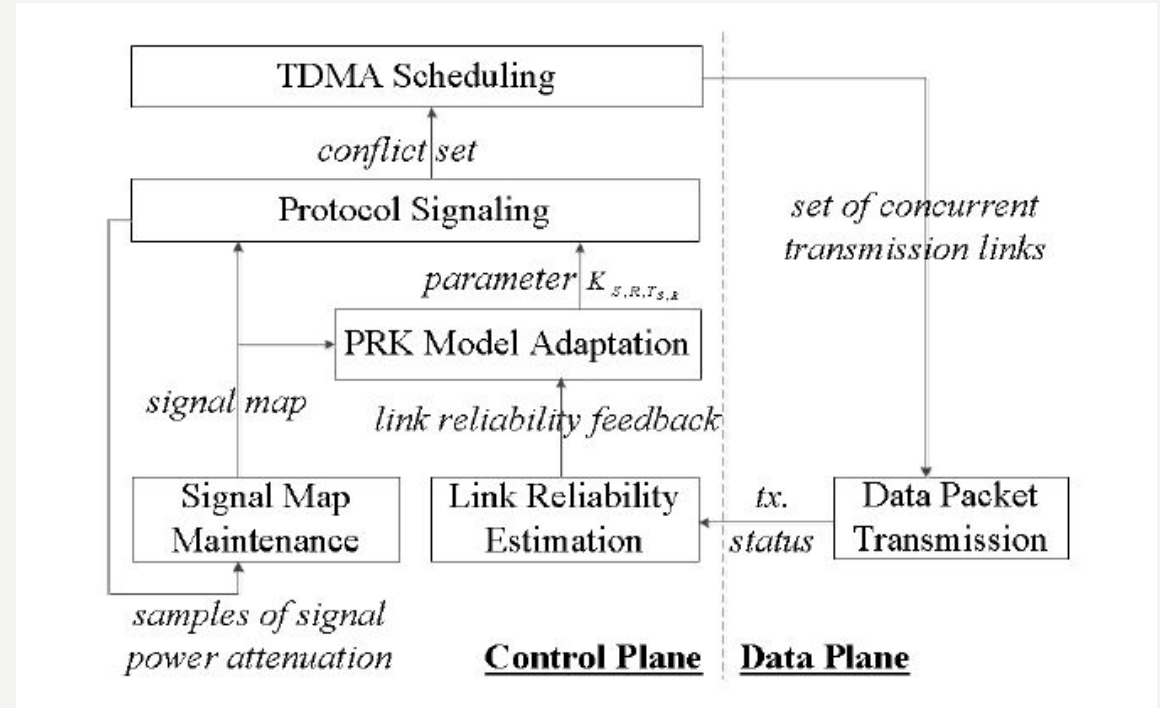 TDMA Scheduling
conflict set
Protocol Signaling
set of concurrent
transmission links
parameter K S,R,T S,R
PRK Model Adaptation
signal map
link reliability feedback
Signal Map
Maintenance
Link Reliability
Estimation
tx.
status
Data Packet
Transmission
samples of signal
power attenuation
Control Plane
Data Plane